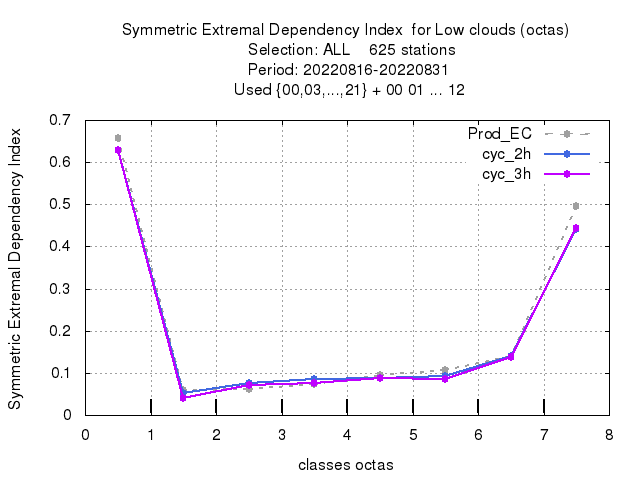 Symmetric Extremal Dependency Index  for Low clouds (octas)
Selection: ALL    625 stations
Period: 20220816-20220831
Used {00,03,...,21} + 00 01 ... 12
Symmetric Extremal Dependency Index
0.7
0.6
0.5
0.4
0.3
0.2
0.1
0
Prod_EC
cyc_2h
cyc_3h
0 1 2 3 4 5 6 7 8
classes octas